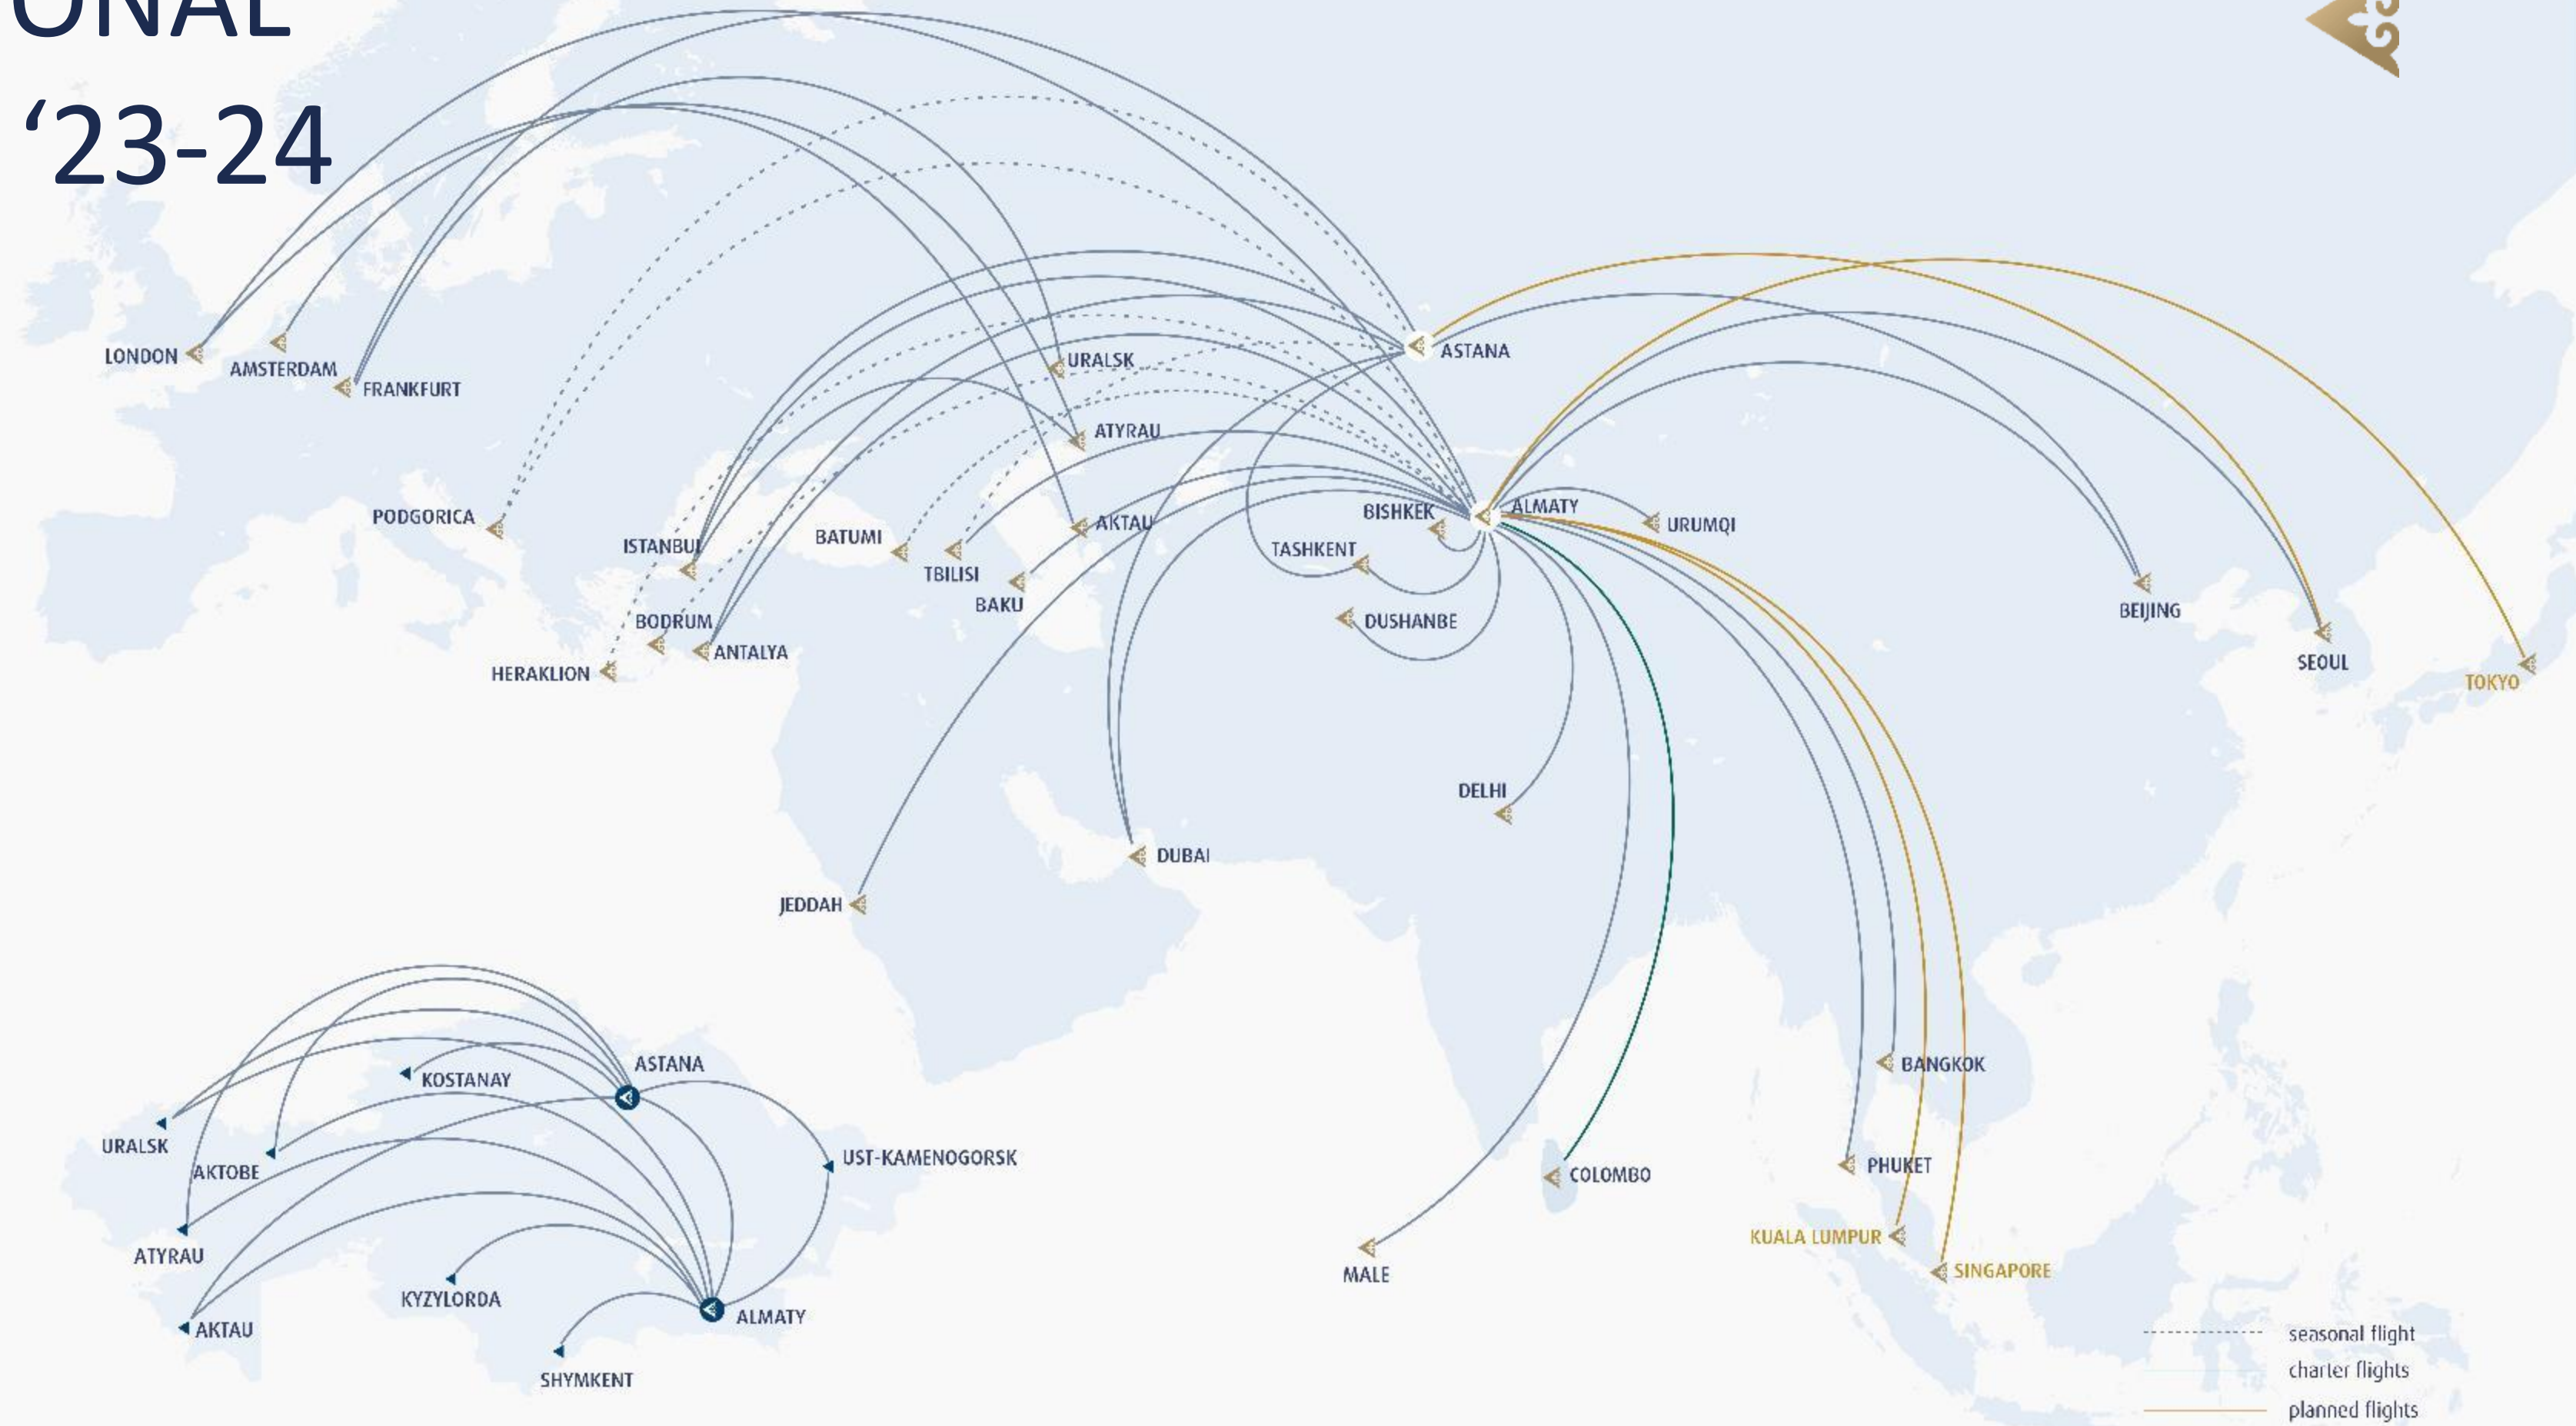 ONAL
‘23-24
LONDON
AMSTERDAM
FRANKFURT
URALSK
ASTANA
ATYRAU
PODGORICA
ISTANBUL
BATUMI
AKTAU
BISHKEK
ALMATY
URUMQI
TASHKENT
TBILISI
BAKU
BODRUM
DUSHANBE
ANTALYA
HERAKLION
BEIJING
SEOUL
TOKYO
DELHI
DUBAI
JEDDAH
BANGKOK
COLOMBO
PHUKET
KUALA LUMPUR
MALE
SINGAPORE
ASTANA
KOSTANAY
URALSK
AKTOBE
UST-KAMENOGORSK
ATYRAU
KYZYLORDA
AKTAU
ALMATY
SHYMKENT
seasonal flight
charter flights
planned flights